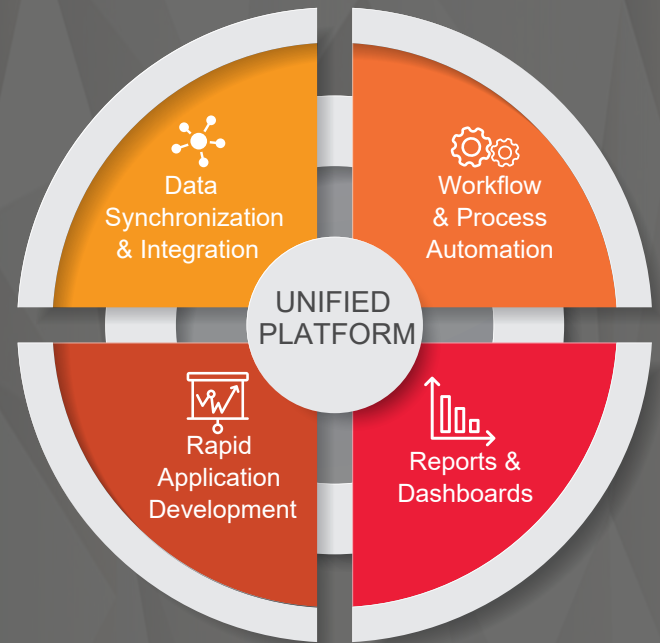 Data
Synchronization
& Integration
Workflow
& Process
Automation
UNIFIED
PLATFORM
Rapid
Application
Development
Reports &
Dashboards